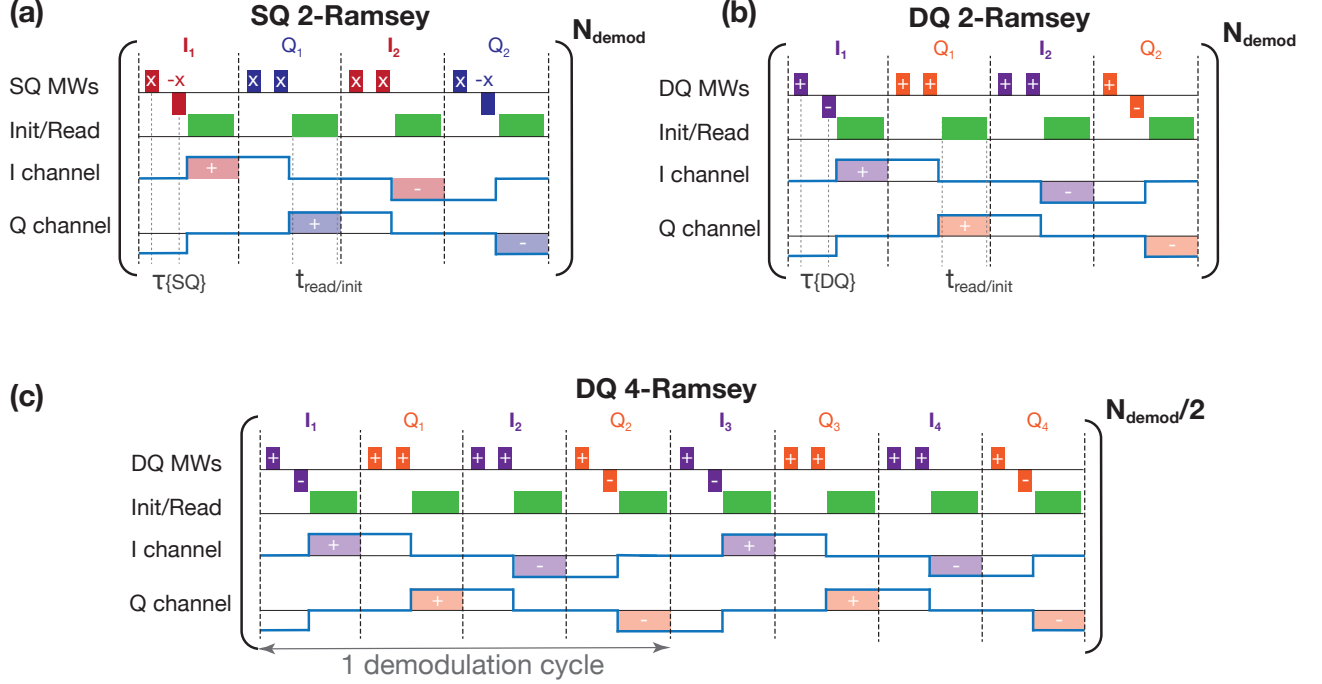 (a)
SQ 2-Ramsey
N_demod
I₁ Q₁ I₂ Q₂
SQ MWs
x -x x x x x x -x
Init/Read
I channel
+ -
Q channel
+ -
τ{SQ} t_read/init
(b)
DQ 2-Ramsey
N_demod
I₁ Q₁ I₂ Q₂
DQ MWs
+ - + + + + + -
Init/Read
I channel
+ -
Q channel
+ -
τ{DQ} t_read/init
(c)
DQ 4-Ramsey
N_demod/2
I₁ Q₁ I₂ Q₂ I₃ Q₃ I₄ Q₄
DQ MWs
+ - + + + + + - + - + + + + + -
Init/Read
I channel
+ - + -
Q channel
+ - + -
1 demodulation cycle